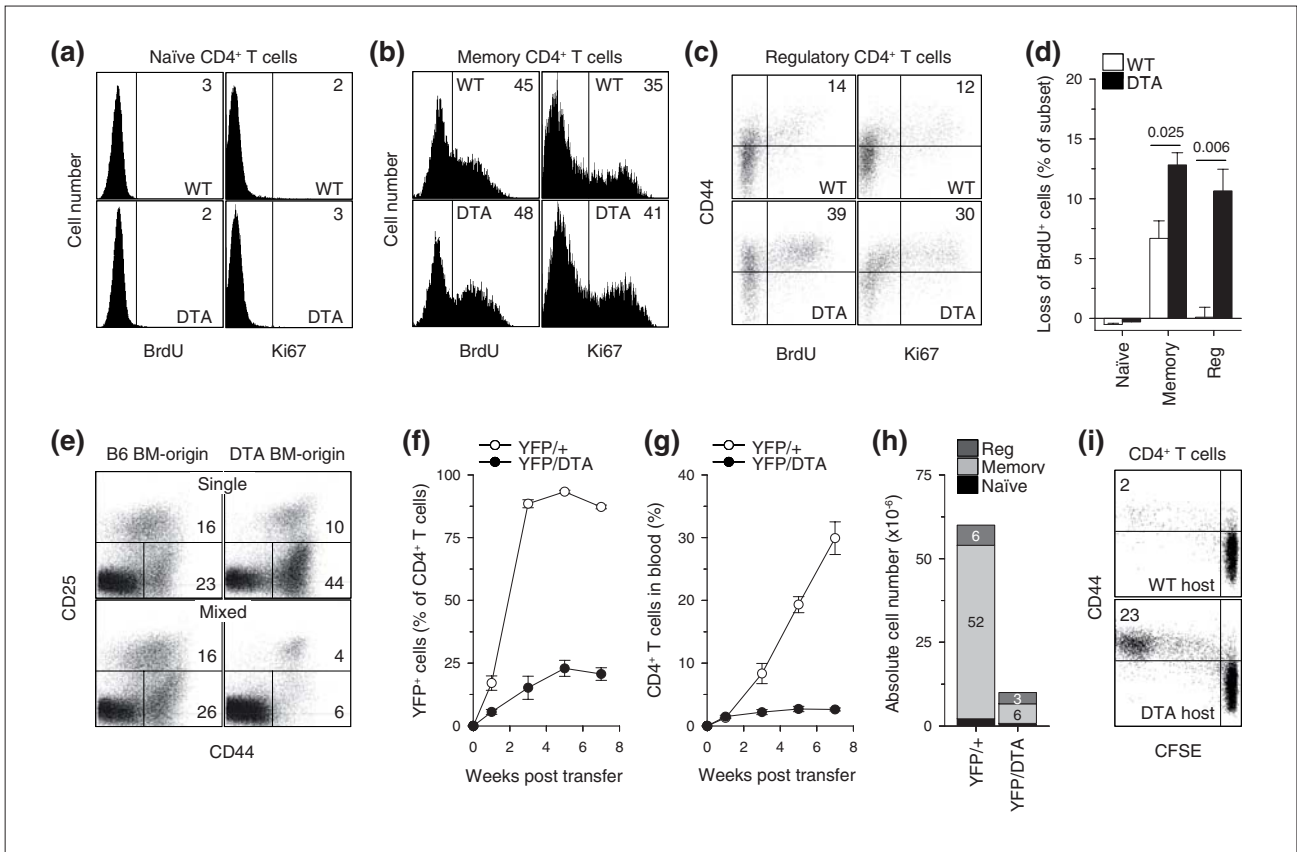 (a)
Naïve CD4⁺ T cells
3
2
WT
WT
2
3
DTA
DTA
Cell number
BrdU
Ki67
(b)
Memory CD4⁺ T cells
WT 45
WT 35
DTA 48
DTA 41
Cell number
BrdU
Ki67
(c)
Regulatory CD4⁺ T cells
14
12
WT
WT
39
30
DTA
DTA
CD44
BrdU
Ki67
(d)
WT
DTA
Loss of BrdU⁺ cells (% of subset)
20
15
10
5
0
0.025
0.006
Naïve
Memory
Reg
(e)
B6 BM-origin
DTA BM-origin
Single
16
10
23
44
Mixed
16
4
26
6
CD25
CD44
(f)
YFP/+
YFP/DTA
YFP⁺ cells (% of CD4⁺ T cells)
100
75
50
25
0
0 2 4 6 8
Weeks post transfer
(g)
YFP/+
YFP/DTA
CD4⁺ T cells in blood (%)
40
30
20
10
0
0 2 4 6 8
Weeks post transfer
(h)
Reg
Memory
Naïve
Absolute cell number (x10⁻⁶)
75
50
25
0
6
52
3
6
YFP/+
YFP/DTA
(i)
CD4⁺ T cells
2
WT host
23
DTA host
CD44
CFSE